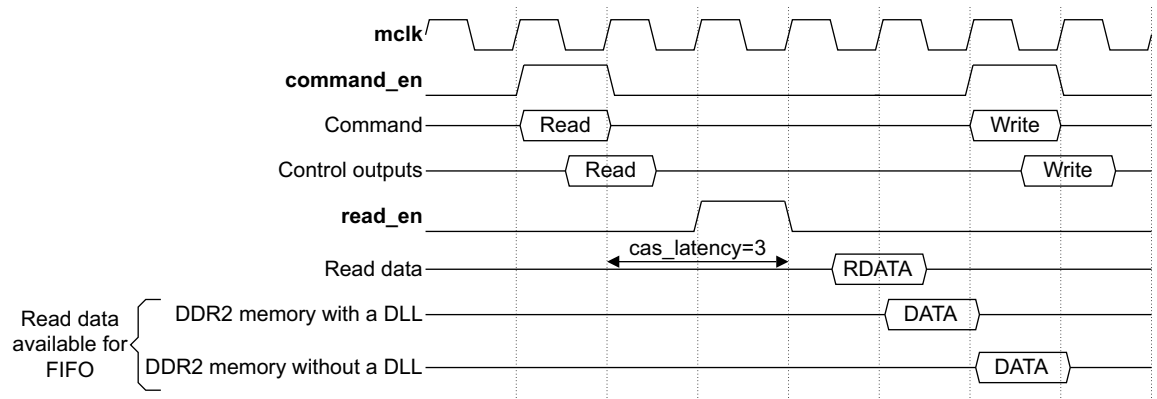 mclk
command_en
Command Read Write
Control outputs Read Write
read_en
cas_latency=3
Read data RDATA
Read data
available for
FIFO
DDR2 memory with a DLL DATA
DDR2 memory without a DLL DATA